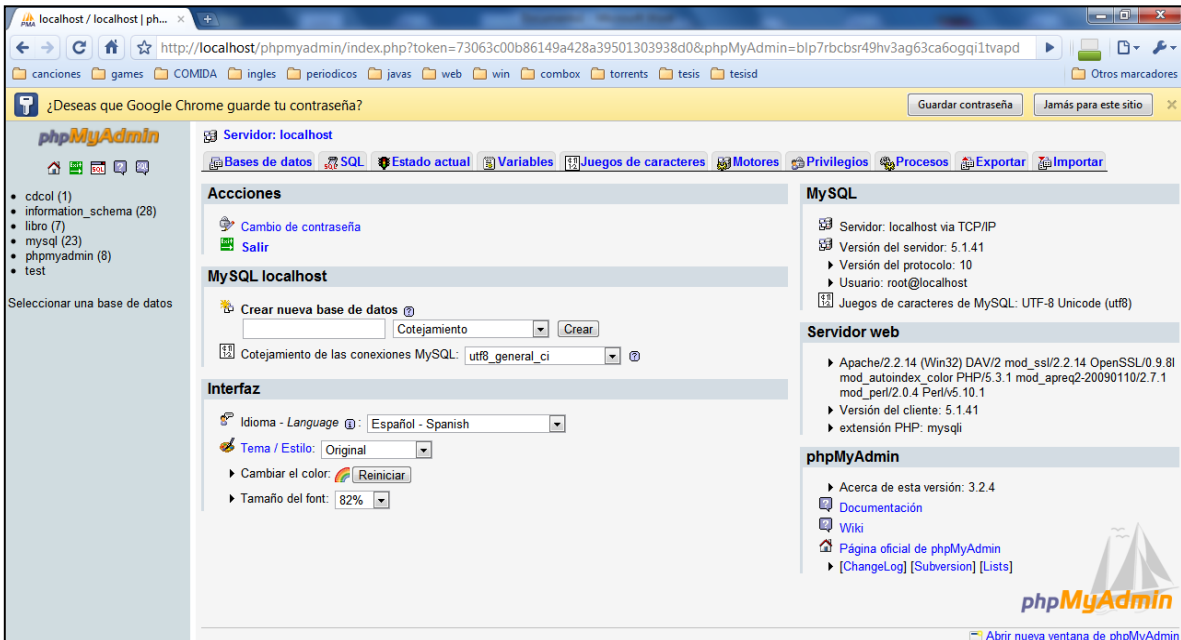 localhost / localhost | ph...
http://localhost/phpmyadmin/index.php?token=73063c00b86149a428a39501303938d0&phpMyAdmin=blp7rbcbsr49hv3ag63ca6ogqi1tvapd
canciones games COMIDA ingles periodicos javas web win combox torrents tesis tesisd Otros marcadores
¿Deseas que Google Chrome guarde tu contraseña? Guardar contraseña Jamás para este sitio
phpMyAdmin
cdcol (1)
information_schema (28)
libro (7)
mysql (23)
phpmyadmin (8)
test
Seleccionar una base de datos
Servidor: localhost
Bases de datos SQL Estado actual Variables Juegos de caracteres Motores Privilegios Procesos Exportar Importar
Accciones
Cambio de contraseña
Salir
MySQL localhost
Crear nueva base de datos
Cotejamiento Crear
Cotejamiento de las conexiones MySQL: utf8_general_ci
Interfaz
Idioma - Language : Español - Spanish
Tema / Estilo: Original
Cambiar el color: Reiniciar
Tamaño del font: 82%
MySQL
Servidor: localhost via TCP/IP
Versión del servidor: 5.1.41
Versión del protocolo: 10
Usuario: root@localhost
Juegos de caracteres de MySQL: UTF-8 Unicode (utf8)
Servidor web
Apache/2.2.14 (Win32) DAV/2 mod_ssl/2.2.14 OpenSSL/0.9.8l
mod_autoindex_color PHP/5.3.1 mod_apreq2-20090110/2.7.1
mod_perl/2.0.4 Perl/v5.10.1
Versión del cliente: 5.1.41
extensión PHP: mysqli
phpMyAdmin
Acerca de esta versión: 3.2.4
Documentación
Wiki
Página oficial de phpMyAdmin
[ChangeLog] [Subversion] [Lists]
phpMyAdmin
Abrir nueva ventana de phpMyAdmin